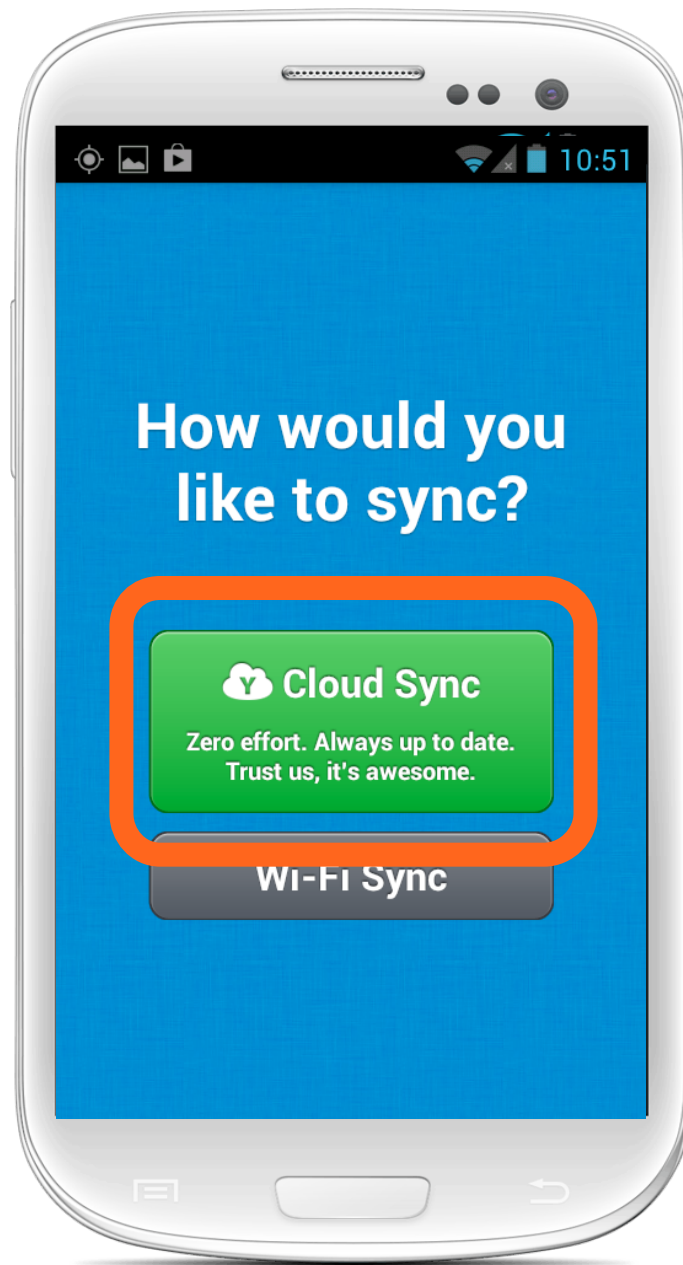 10:51
How would you
like to sync?
Y Cloud Sync
Zero effort. Always up to date.
Trust us, it's awesome.
Wi-Fi Sync